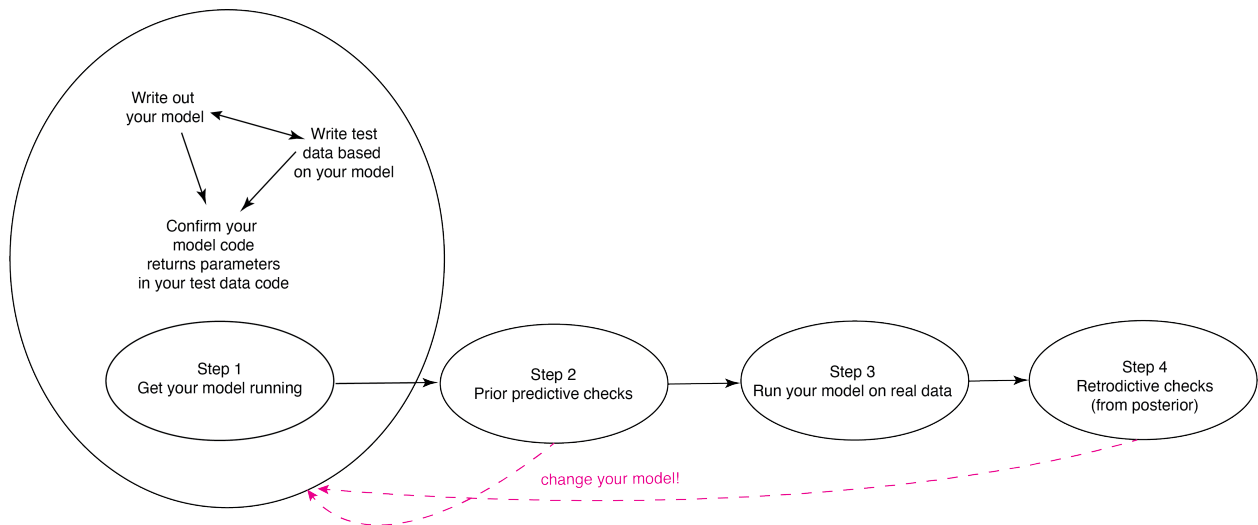 Write out
your model
Write test
data based
on your model
Confirm your
model code
returns parameters
in your test data code
Step 1
Get your model running
Step 2
Prior predictive checks
Step 3
Run your model on real data
Step 4
Retrodictive checks
(from posterior)
change your model!